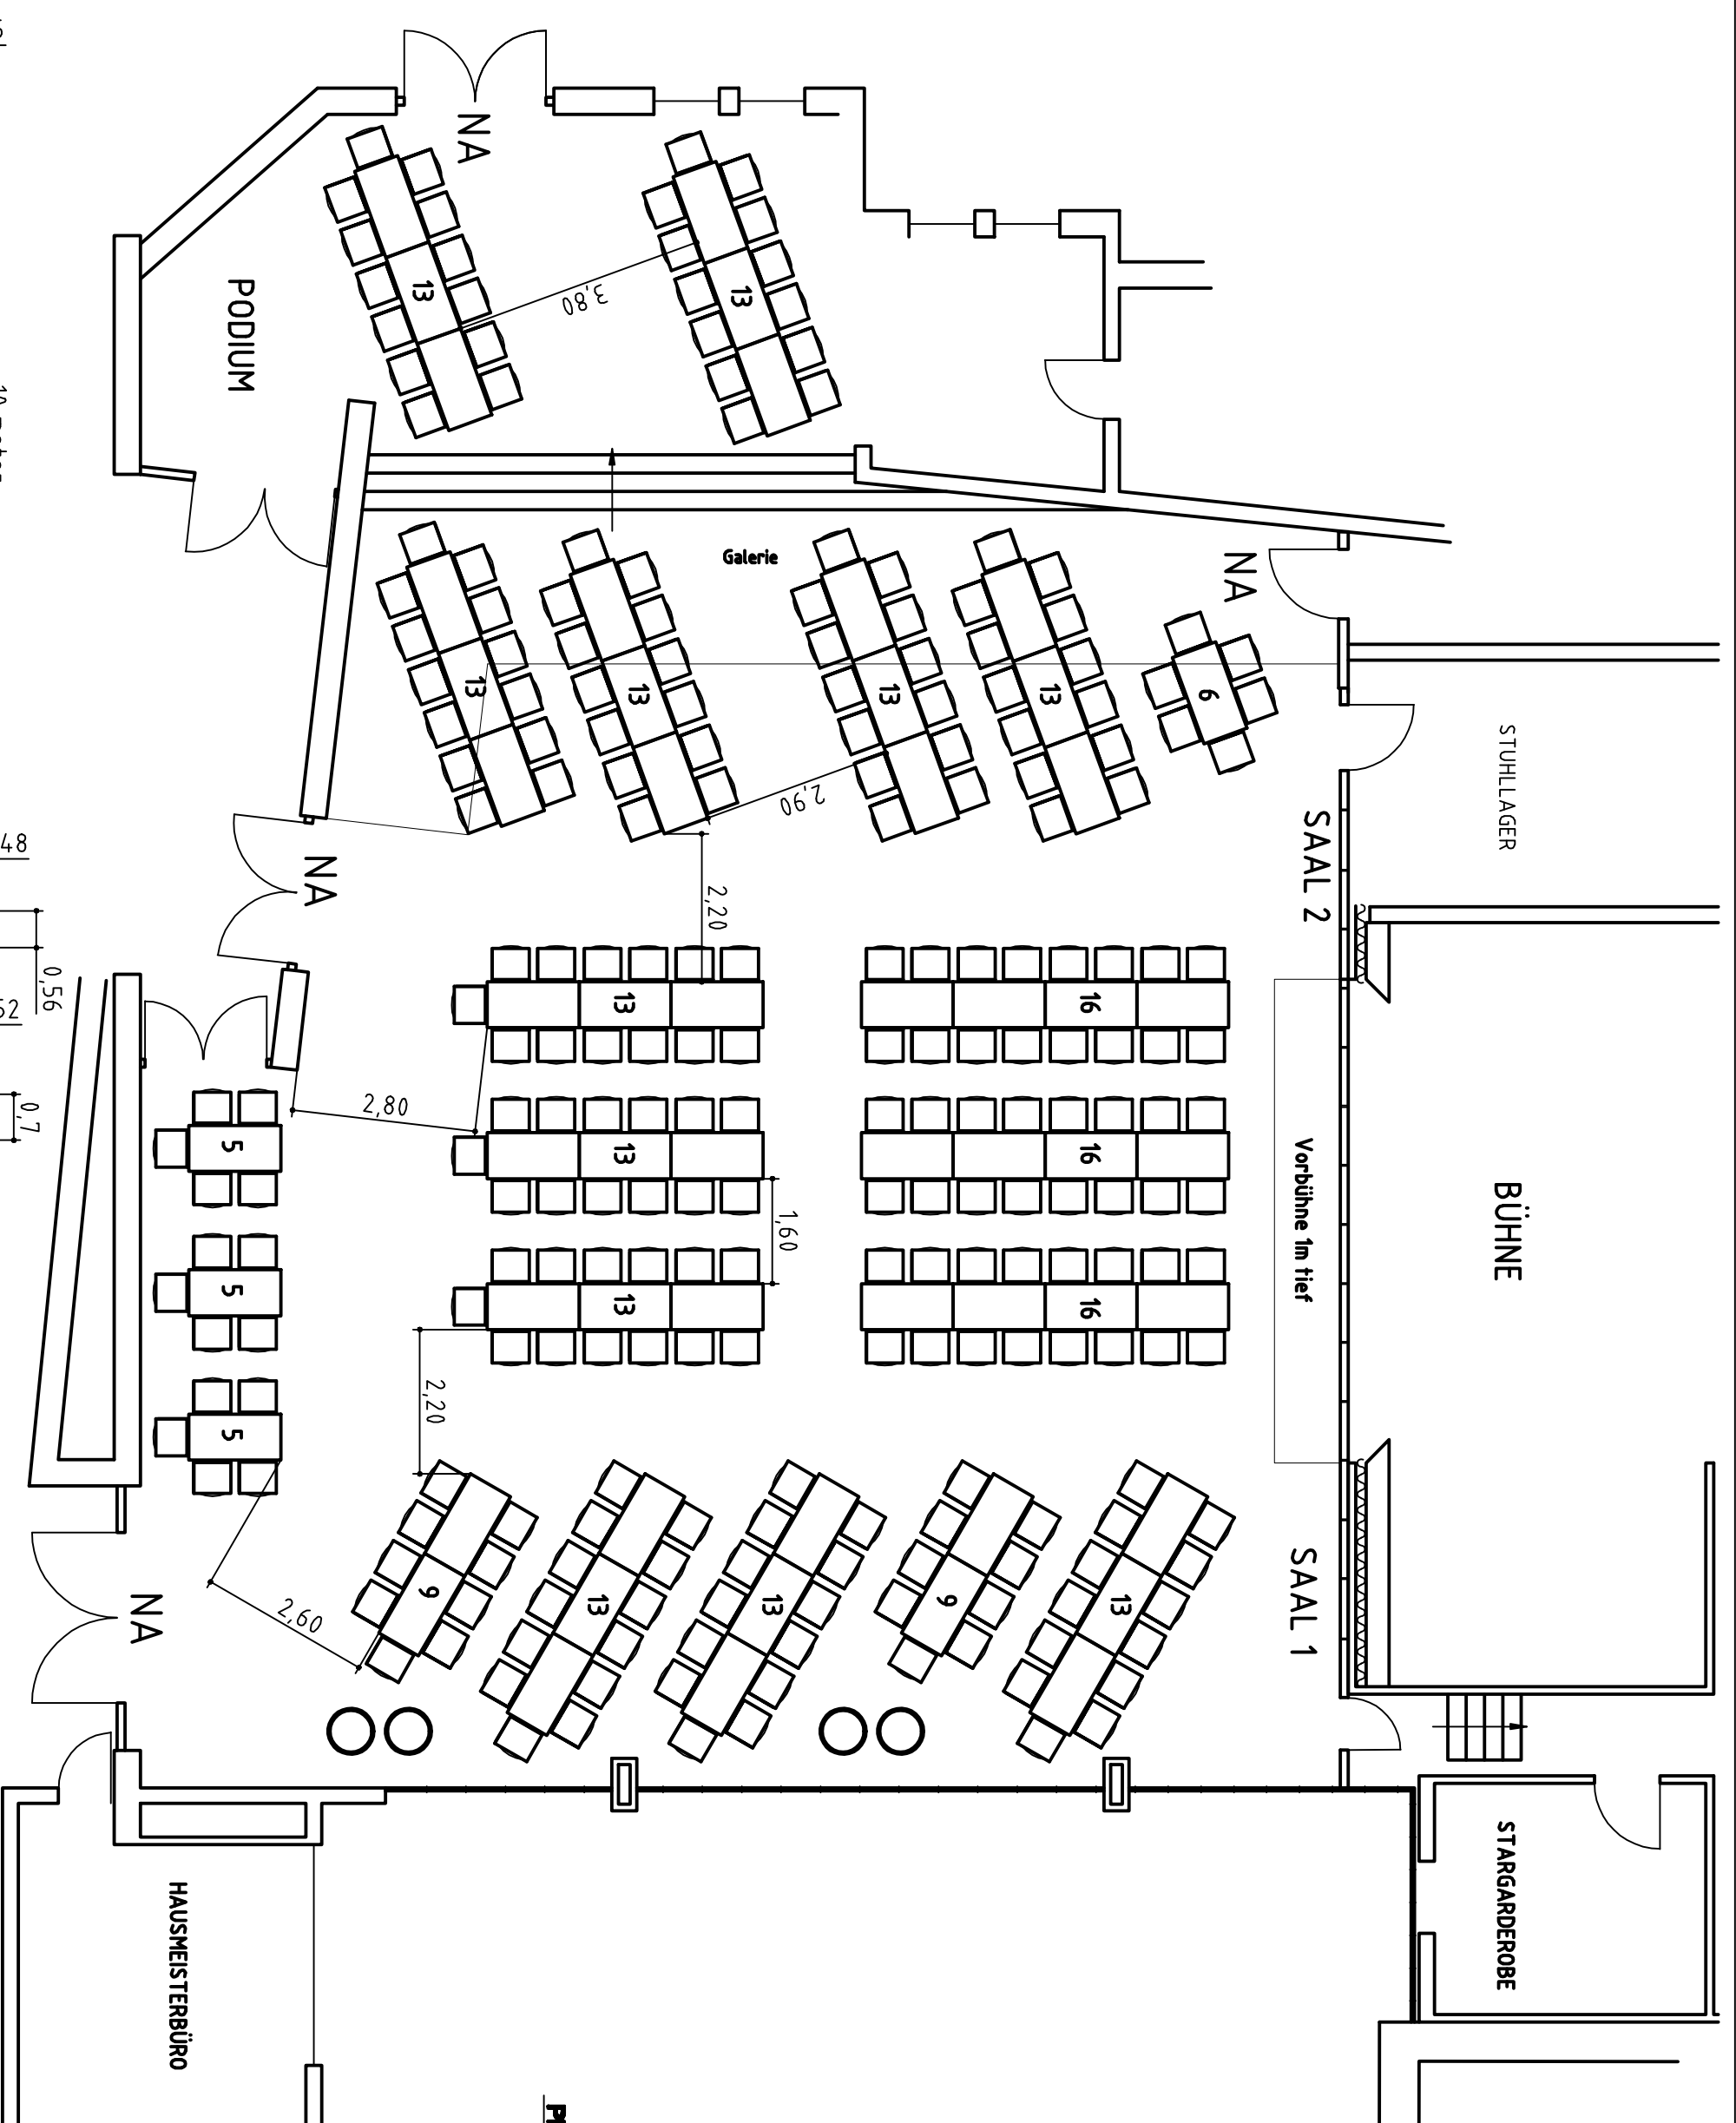 NA
PODIUM
13
13
3,80
Galerie
NA
13
13
13
13
6
2,90
STUHLLAGER
SAAL 2
NA
2,20
48
0,56
52
0,7
13
16
2,80
13
16
1,60
13
16
Vorbühne 1m tief
BÜHNE
5
5
5
2,20
2,60
9
13
13
9
13
SAAL 1
NA
STARGARDEROBE
HAUSMEISTERBÜRO